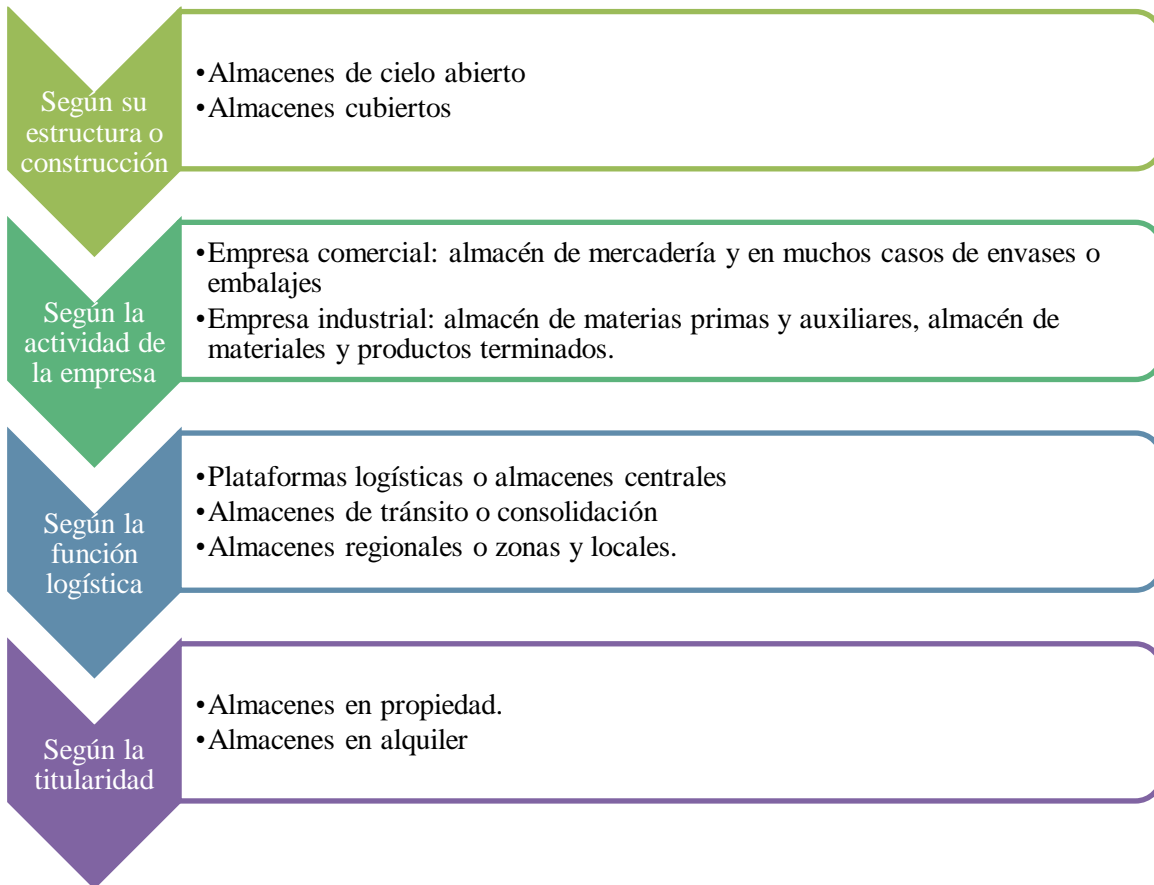 Según su
estructura o
construcción
•Almacenes de cielo abierto
•Almacenes cubiertos
Según la
actividad de
la empresa
•Empresa comercial: almacén de mercadería y en muchos casos de envases o
embalajes
•Empresa industrial: almacén de materias primas y auxiliares, almacén de
materiales y productos terminados.
Según la
función
logística
•Plataformas logísticas o almacenes centrales
•Almacenes de tránsito o consolidación
•Almacenes regionales o zonas y locales.
Según la
titularidad
•Almacenes en propiedad.
•Almacenes en alquiler